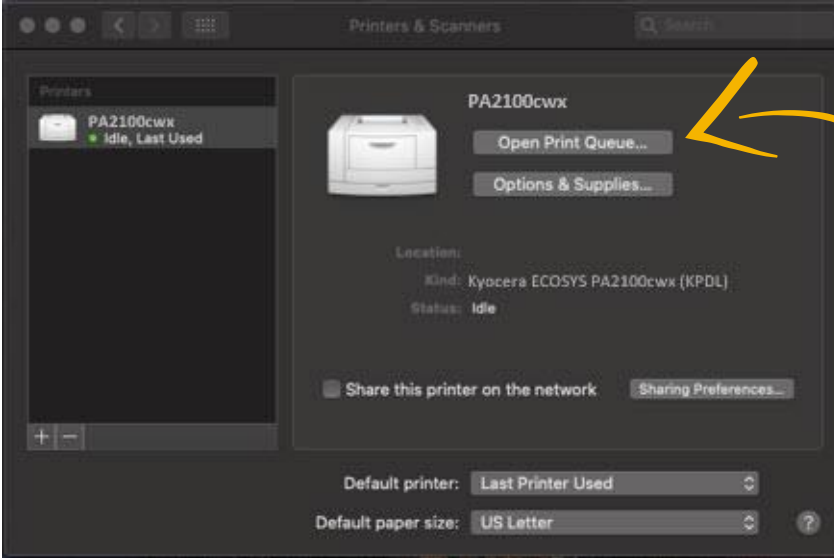 Printers & Scanners
Search
Printers
PA2100cwx
Idle, Last Used
PA2100cwx
Open Print Queue...
Options & Supplies...
Location:
Kind: Kyocera ECOSYS PA2100cwx (KPDL)
Status: Idle
Share this printer on the network
Sharing Preferences...
+ −
Default printer: Last Printer Used
Default paper size: US Letter
?